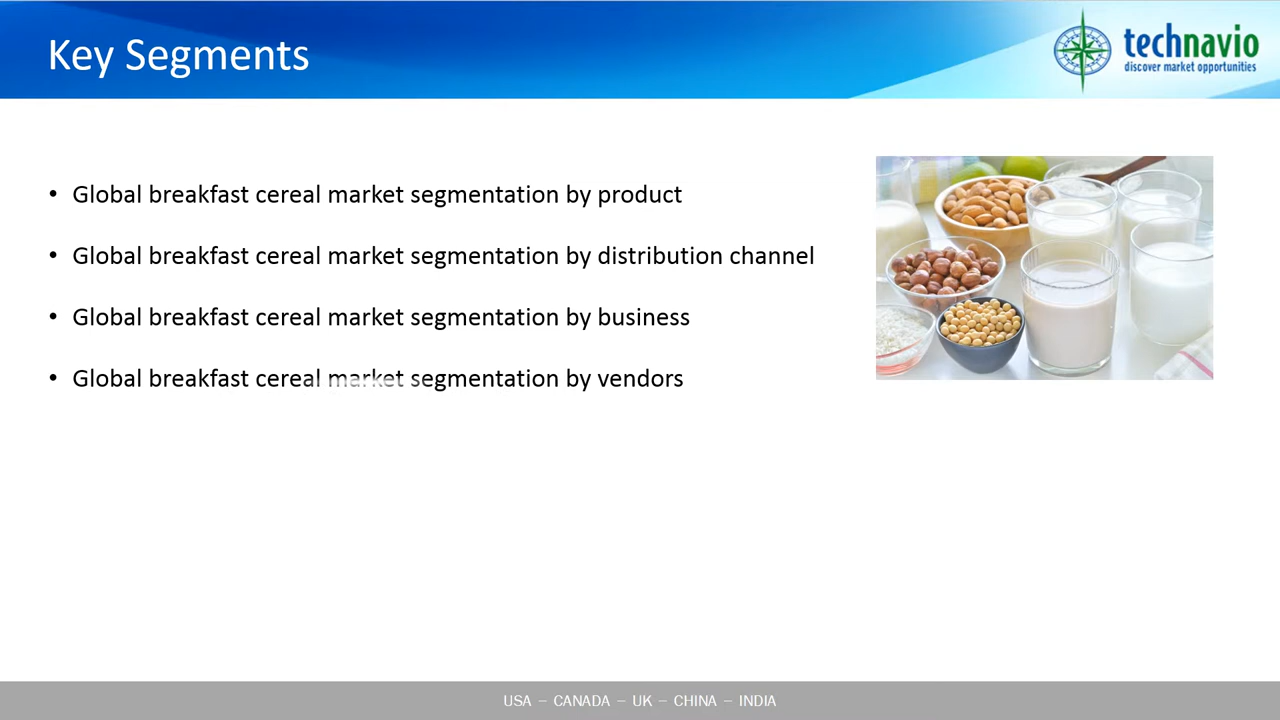 Key Segments
technavio
discover market opportunities
• Global breakfast cereal market segmentation by product
• Global breakfast cereal market segmentation by distribution channel
• Global breakfast cereal market segmentation by business
• Global breakfast cereal market segmentation by vendors
USA – CANADA – UK – CHINA – INDIA